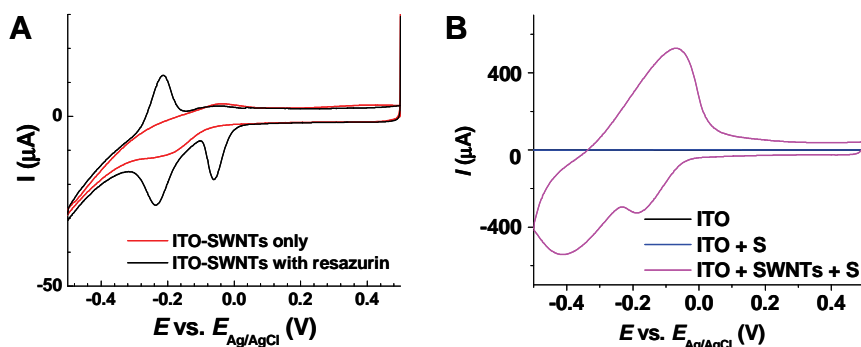 A
I (μA)
0
-50
-0.4
-0.2
0.0
0.2
0.4
ITO-SWNTs only
ITO-SWNTs with resazurin
E vs. E Ag/AgCl (V)
B
I (μA)
400
0
-400
-0.4
-0.2
0.0
0.2
0.4
ITO
ITO + S
ITO + SWNTs + S
E vs. E Ag/AgCl (V)